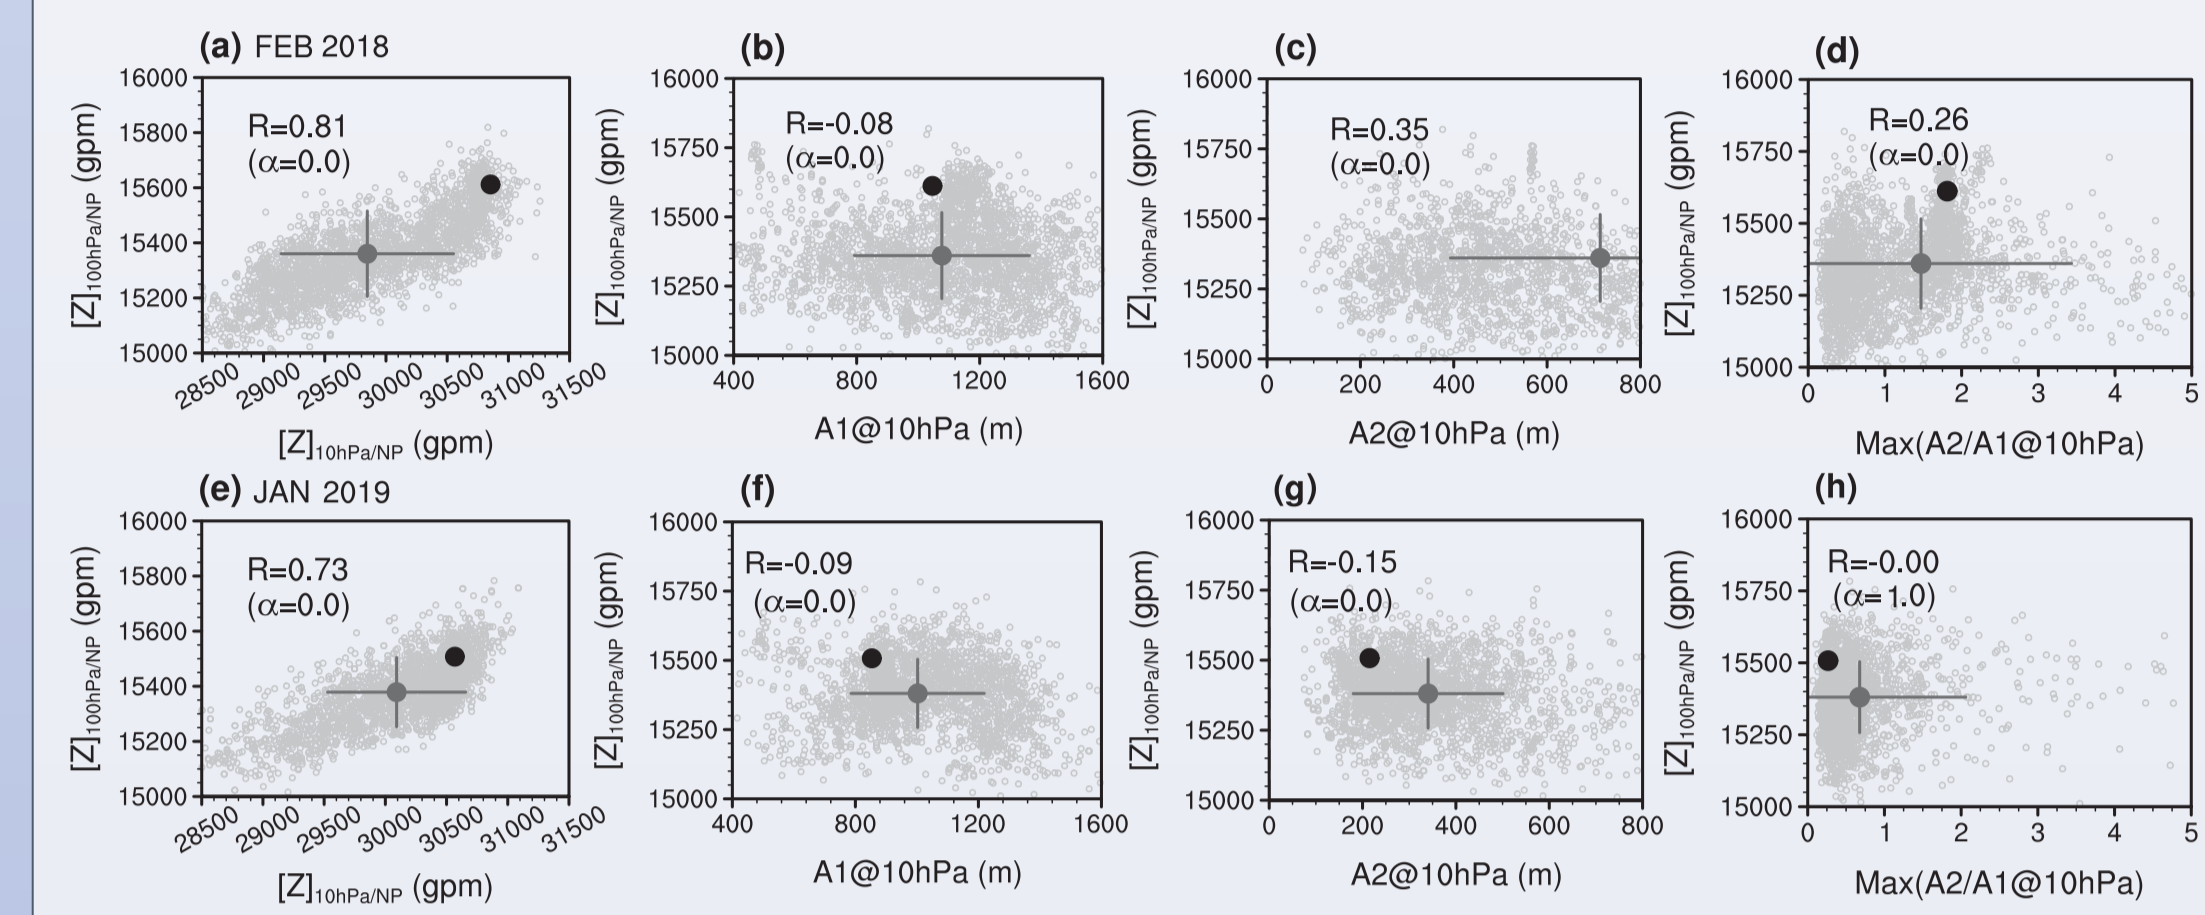 (a) FEB 2018
[Z]100hPa/NP (gpm)
16000
15800
15600
15400
15200
15000
R=0.81
(α=0.0)
28500 29000 29500 30000 30500 31000 31500
[Z]10hPa/NP (gpm)
(b)
[Z]100hPa/NP (gpm)
16000
15750
15500
15250
15000
R=-0.08
(α=0.0)
400 800 1200 1600
A1@10hPa (m)
(c)
[Z]100hPa/NP (gpm)
16000
15750
15500
15250
15000
R=0.35
(α=0.0)
0 200 400 600 800
A2@10hPa (m)
(d)
[Z]100hPa/NP (gpm)
16000
15750
15500
15250
15000
R=0.26
(α=0.0)
0 1 2 3 4 5
Max(A2/A1@10hPa)
(e) JAN 2019
[Z]100hPa/NP (gpm)
16000
15800
15600
15400
15200
15000
R=0.73
(α=0.0)
28500 29000 29500 30000 30500 31000 31500
[Z]10hPa/NP (gpm)
(f)
[Z]100hPa/NP (gpm)
16000
15750
15500
15250
15000
R=-0.09
(α=0.0)
400 800 1200 1600
A1@10hPa (m)
(g)
[Z]100hPa/NP (gpm)
16000
15750
15500
15250
15000
R=-0.15
(α=0.0)
0 200 400 600 800
A2@10hPa (m)
(h)
[Z]100hPa/NP (gpm)
16000
15750
15500
15250
15000
R=-0.00
(α=1.0)
0 1 2 3 4 5
Max(A2/A1@10hPa)